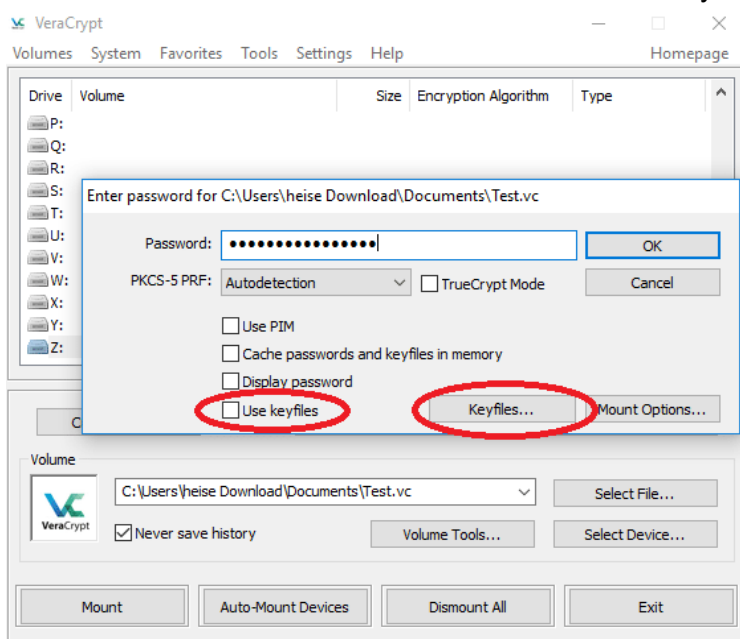 VeraCrypt
Volumes System Favorites Tools Settings Help Homepage
Drive Volume Size Encryption Algorithm Type
P:
Q:
R:
S:
T:
U:
V:
W:
X:
Y:
Z:
Enter password for C:\Users\heise Download\Documents\Test.vc
Password: ●●●●●●●●●●●●●●●● OK
PKCS-5 PRF: Autodetection TrueCrypt Mode Cancel
Use PIM
Cache passwords and keyfiles in memory
Display password
Use keyfiles Keyfiles... Mount Options...
Volume
VeraCrypt C:\Users\heise Download\Documents\Test.vc Select File...
Never save history Volume Tools... Select Device...
Mount Auto-Mount Devices Dismount All Exit